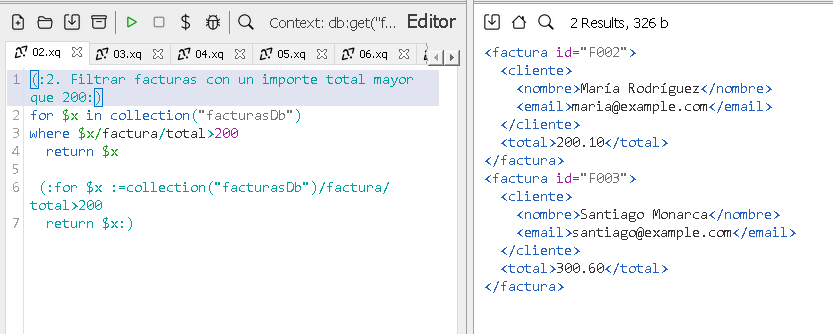 Context: db:get("f... Editor
2 Results, 326 b
02.xq 03.xq 04.xq 05.xq 06.xq
1 (:2. Filtrar facturas con un importe total mayor
que 200:)
2 for $x in collection("facturasDb")
3 where $x/factura/total>200
4 return $x
5
6 (:for $x :=collection("facturasDb")/factura/
total>200
7 return $x:)
<factura id="F002">
<cliente>
<nombre>María Rodríguez</nombre>
<email>maria@example.com</email>
</cliente>
<total>200.10</total>
</factura>
<factura id="F003">
<cliente>
<nombre>Santiago Monarca</nombre>
<email>santiago@example.com</email>
</cliente>
<total>300.60</total>
</factura>